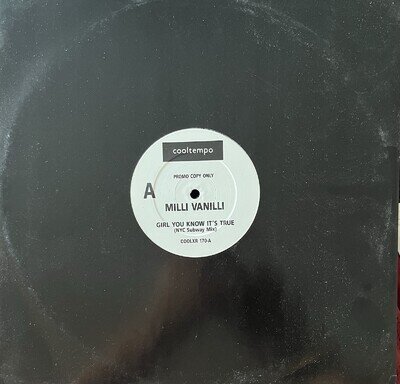 cooltempo
PROMO COPY ONLY
A
MILLI VANILLI
GIRL YOU KNOW IT'S TRUE
(NYC Subway Mix)
COOLXR 170-A